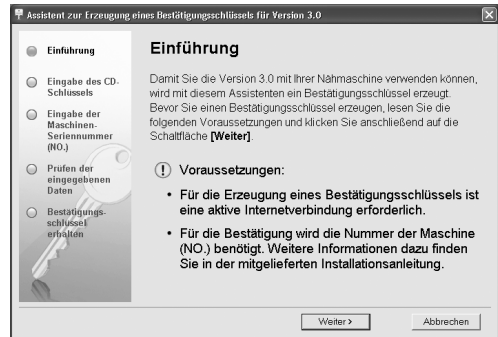 Assistent zur Erzeugung eines Bestätigungsschlüssels für Version 3.0
Einführung
Eingabe des CD-
Schlüssels
Eingabe der
Maschinen-
Seriennummer
(NO.)
Prüfen der
eingegebenen
Daten
Bestätigungs-
schlüssel
erhalten
Einführung
Damit Sie die Version 3.0 mit Ihrer Nähmaschine verwenden können,
wird mit diesem Assistenten ein Bestätigungsschlüssel erzeugt.
Bevor Sie einen Bestätigungsschlüssel erzeugen, lesen Sie die
folgenden Voraussetzungen und klicken Sie anschließend auf die
Schaltfläche [Weiter].
Voraussetzungen:
• Für die Erzeugung eines Bestätigungsschlüssels ist
eine aktive Internetverbindung erforderlich.
• Für die Bestätigung wird die Nummer der Maschine
(NO.) benötigt. Weitere Informationen dazu finden
Sie in der mitgelieferten Installationsanleitung.
Weiter >
Abbrechen